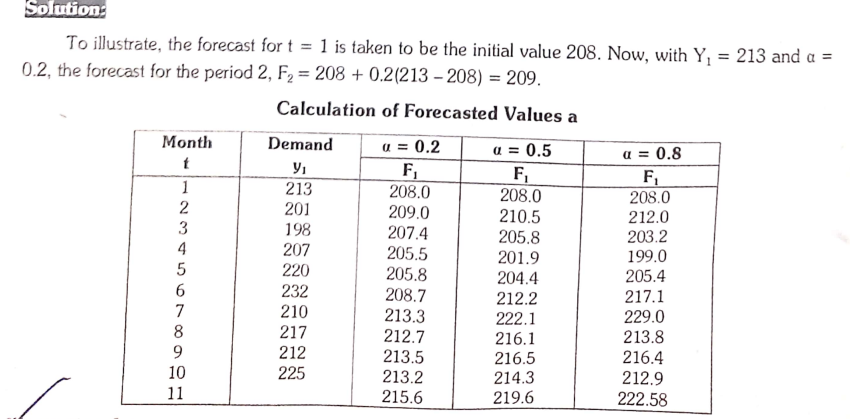 Solution:
To illustrate, the forecast for t = 1 is taken to be the initial value 208. Now, with Y₁ = 213 and α =
0.2, the forecast for the period 2, F₂ = 208 + 0.2(213 – 208) = 209.
Calculation of Forecasted Values a
Month Demand α = 0.2 α = 0.5 α = 0.8
t y₁ F₁ F₁ F₁
1 213 208.0 208.0 208.0
2 201 209.0 210.5 212.0
3 198 207.4 205.8 203.2
4 207 205.5 201.9 199.0
5 220 205.8 204.4 205.4
6 232 208.7 212.2 217.1
7 210 213.3 222.1 229.0
8 217 212.7 216.1 213.8
9 212 213.5 216.5 216.4
10 225 213.2 214.3 212.9
11 215.6 219.6 222.58